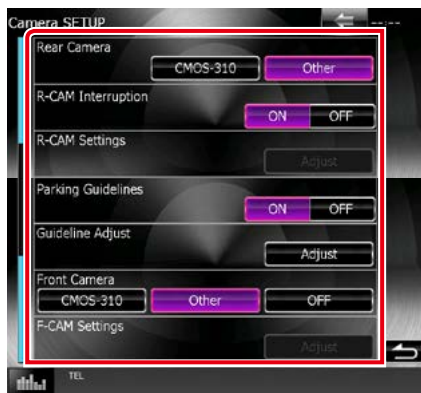 Camera SETUP --:--
Rear Camera
CMOS-310 Other
R-CAM Interruption
ON OFF
R-CAM Settings
Adjust
Parking Guidelines
ON OFF
Guideline Adjust
Adjust
Front Camera
CMOS-310 Other OFF
F-CAM Settings
Adjust
TEL